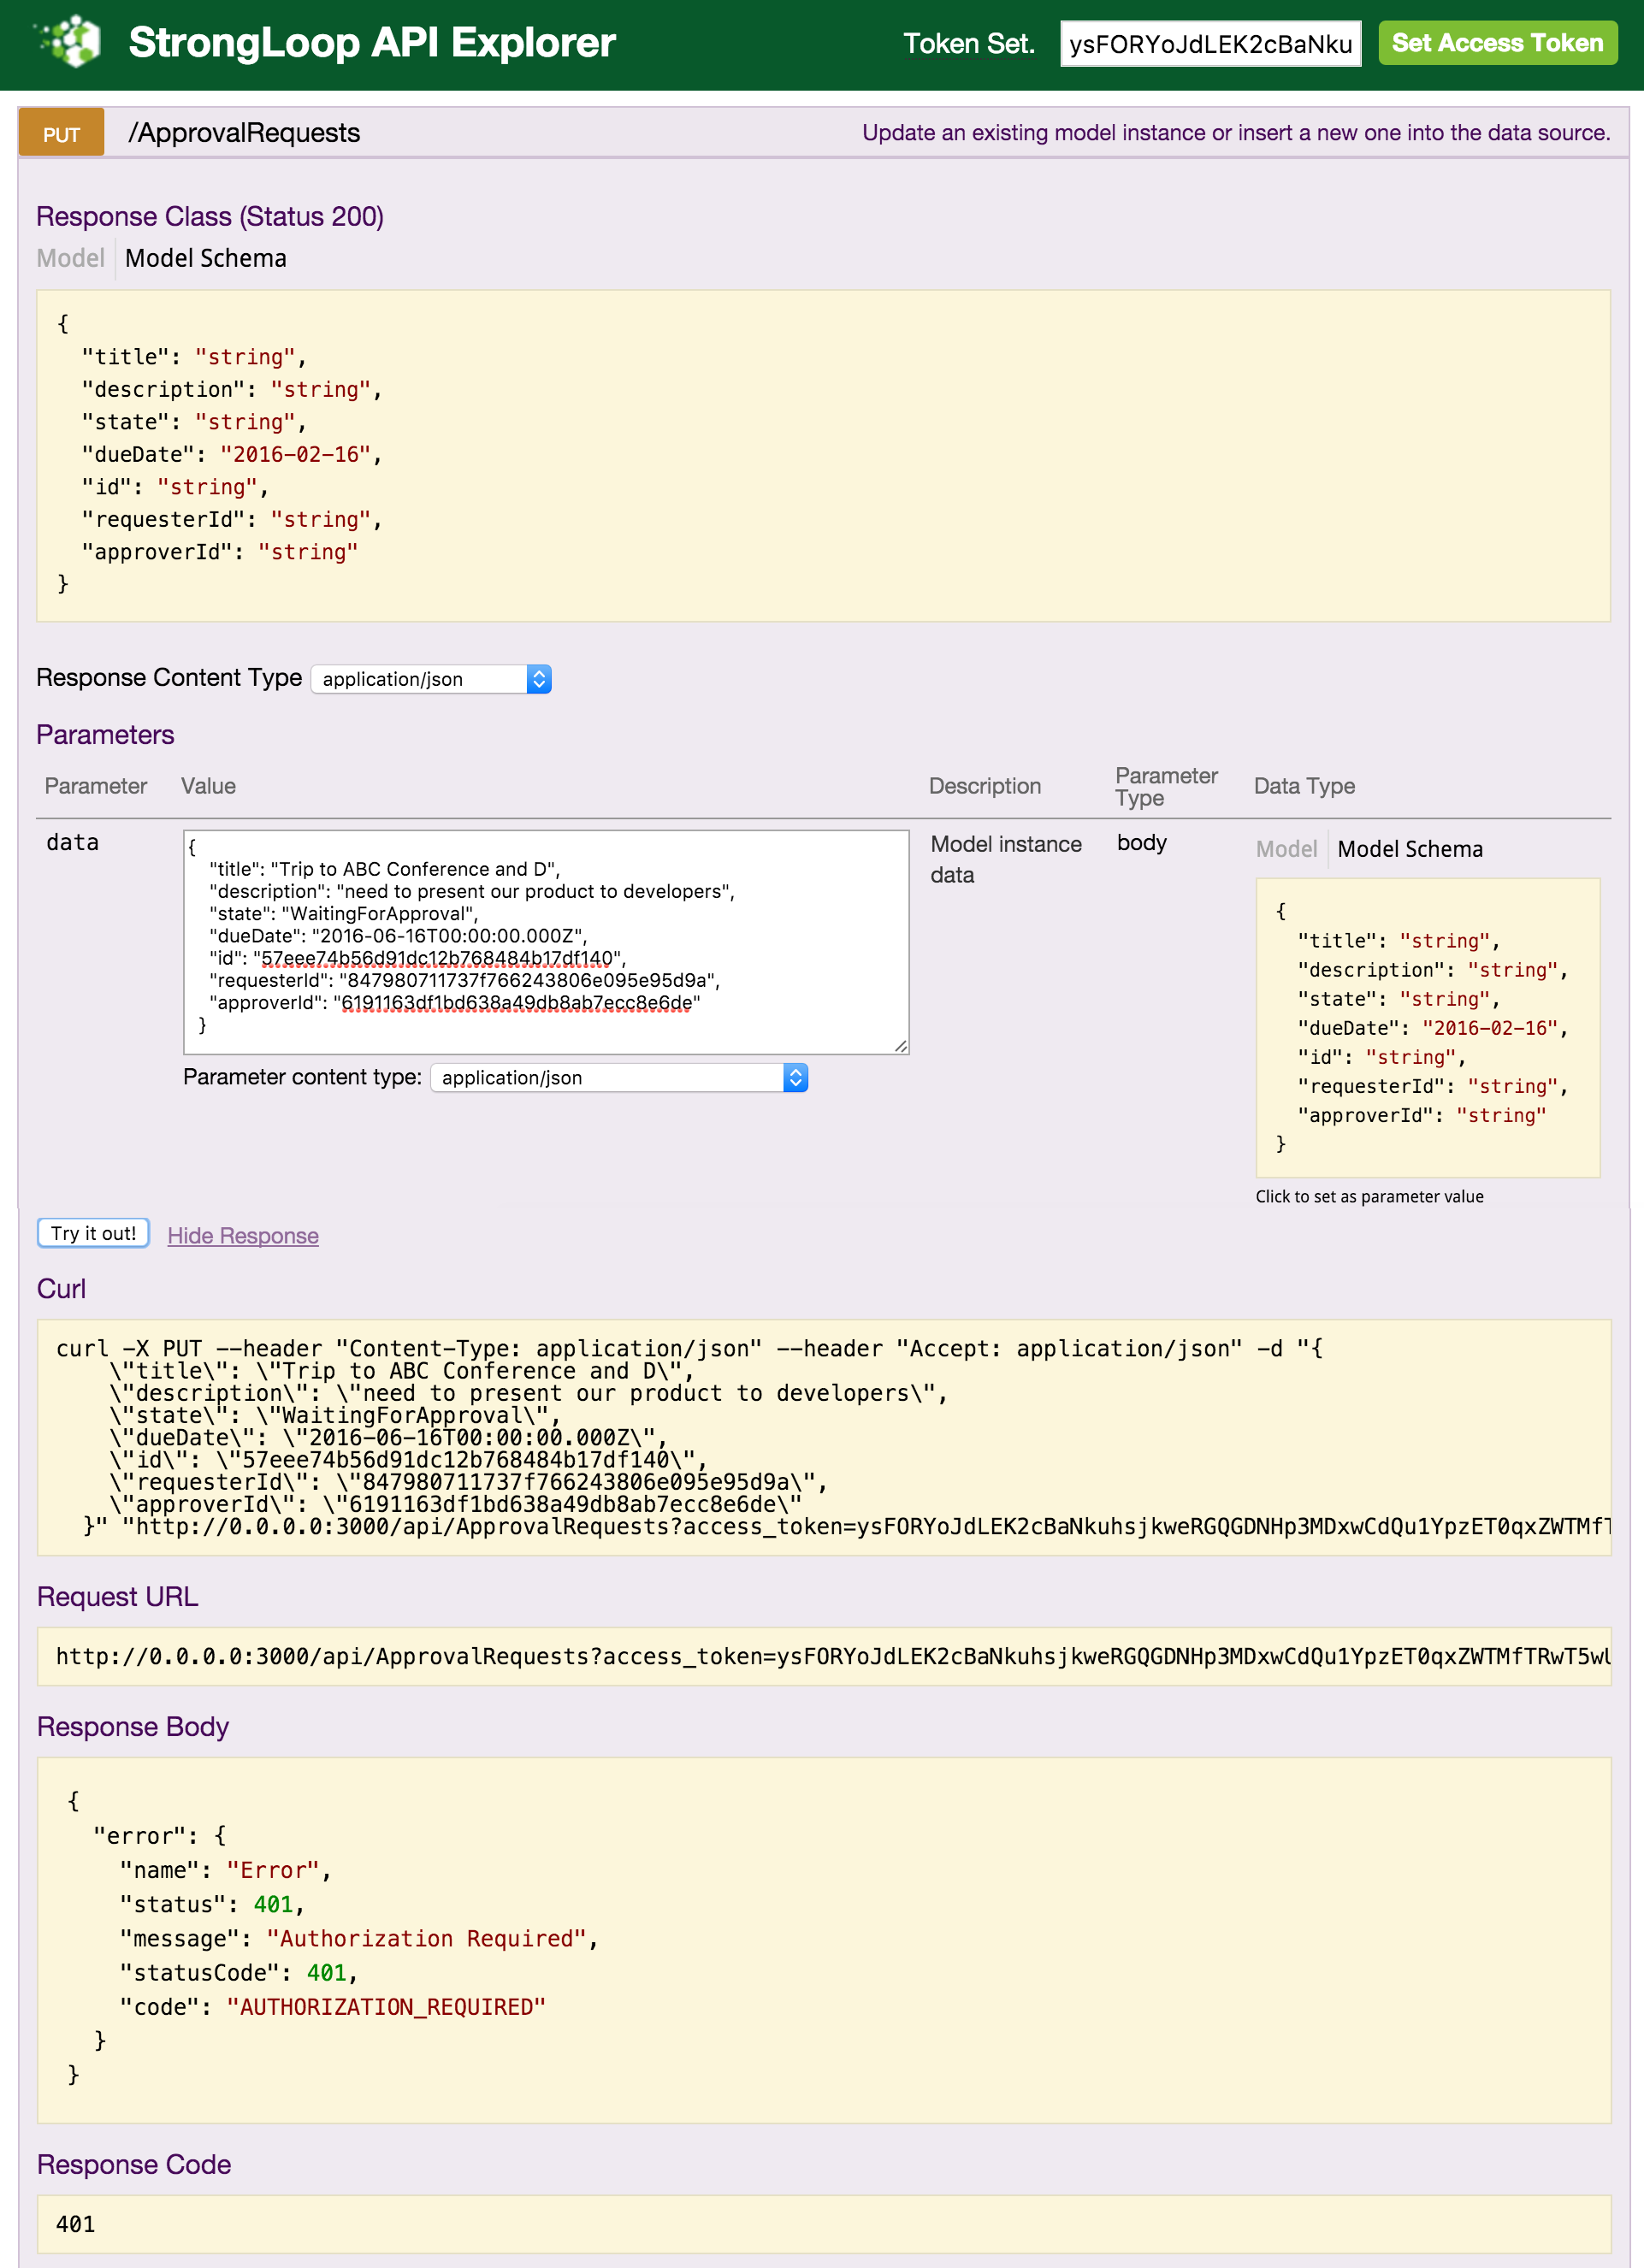 StrongLoop API Explorer
Token Set.
ysFORYoJdLEK2cBaNku
Set Access Token
PUT
/ApprovalRequests
Update an existing model instance or insert a new one into the data source.
Response Class (Status 200)
Model
Model Schema
{
"title": "string",
"description": "string",
"state": "string",
"dueDate": "2016-02-16",
"id": "string",
"requesterId": "string",
"approverId": "string"
}
Response Content Type
application/json
Parameters
Parameter
Value
Description
Parameter
Type
Data Type
data
{
"title": "Trip to ABC Conference and D",
"description": "need to present our product to developers",
"state": "WaitingForApproval",
"dueDate": "2016-06-16T00:00:00.000Z",
"id": "57eee74b56d91dc12b768484b17df140",
"requesterId": "847980711737f766243806e095e95d9a",
"approverId": "6191163df1bd638a49db8ab7ecc8e6de"
}
Parameter content type:
application/json
Model instance
data
body
Model
Model Schema
{
"title": "string",
"description": "string",
"state": "string",
"dueDate": "2016-02-16",
"id": "string",
"requesterId": "string",
"approverId": "string"
}
Click to set as parameter value
Try it out!
Hide Response
Curl
curl -X PUT --header "Content-Type: application/json" --header "Accept: application/json" -d "{
\"title\": \"Trip to ABC Conference and D\",
\"description\": \"need to present our product to developers\",
\"state\": \"WaitingForApproval\",
\"dueDate\": \"2016-06-16T00:00:00.000Z\",
\"id\": \"57eee74b56d91dc12b768484b17df140\",
\"requesterId\": \"847980711737f766243806e095e95d9a\",
\"approverId\": \"6191163df1bd638a49db8ab7ecc8e6de\"
}" "http://0.0.0.0:3000/api/ApprovalRequests?access_token=ysFORYoJdLEK2cBaNkuhsjkweRGQGDNHp3MDxwCdQu1YpzET0qxZWTMfT
Request URL
http://0.0.0.0:3000/api/ApprovalRequests?access_token=ysFORYoJdLEK2cBaNkuhsjkweRGQGDNHp3MDxwCdQu1YpzET0qxZWTMfTRwT5wU
Response Body
{
"error": {
"name": "Error",
"status": 401,
"message": "Authorization Required",
"statusCode": 401,
"code": "AUTHORIZATION_REQUIRED"
}
}
Response Code
401